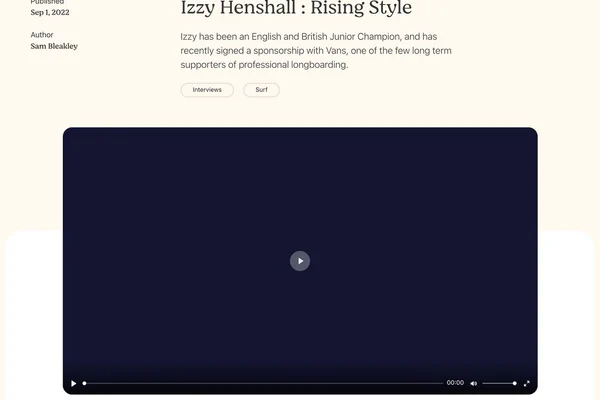 Published
Sep 1, 2022
Author
Sam Bleakley
Izzy Henshall : Rising Style
Izzy has been an English and British Junior Champion, and has
recently signed a sponsorship with Vans, one of the few long term
supporters of professional longboarding.
Interviews
Surf
00:00